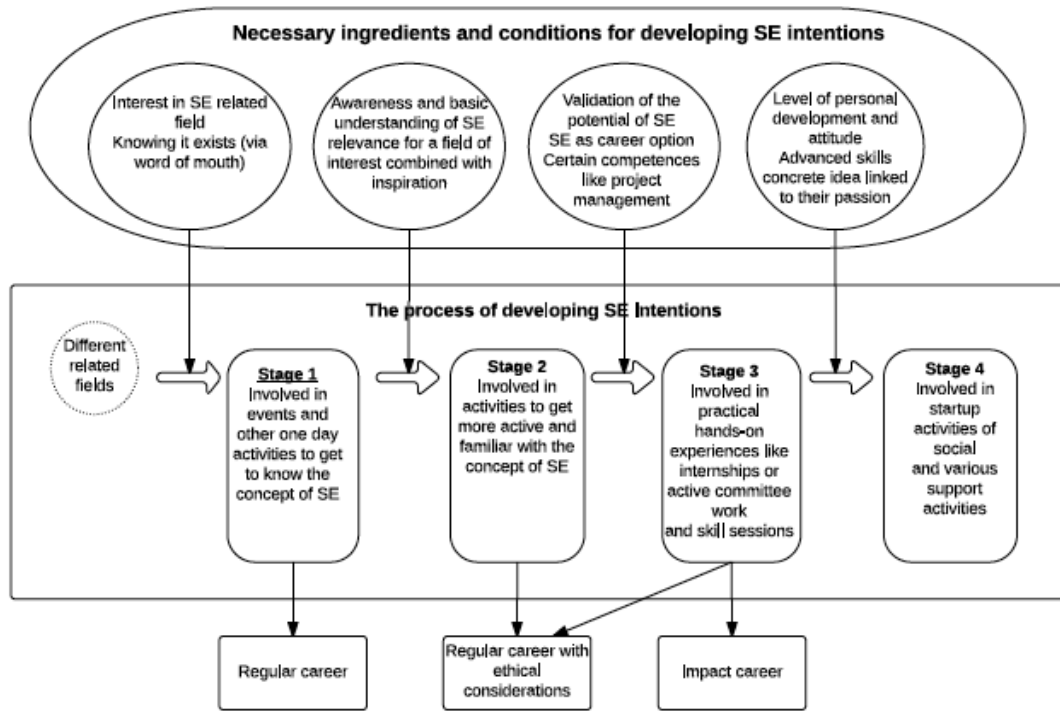 Necessary ingredients and conditions for developing SE intentions
Interest in SE related
field
Knowing it exists (via
word of mouth)
Awareness and basic
understanding of SE
relevance for a field of
interest combined with
inspiration
Validation of the
potential of SE
SE as career option
Certain competences
like project
management
Level of personal
development and
attitude
Advanced skills
concrete idea linked
to their passion
The process of developing SE Intentions
Different
related
fields
Stage 1
Involved in
events and
other one day
activities to get
to know the
concept of SE
Stage 2
Involved in
activities to get
more active and
familiar with the
concept of SE
Stage 3
Involved in
practical
hands-on
experiences like
internships or
active committee
work
and skill sessions
Stage 4
Involved in
startup
activities of
social
and various
support
activities
Regular career
Regular career with
ethical
considerations
Impact career